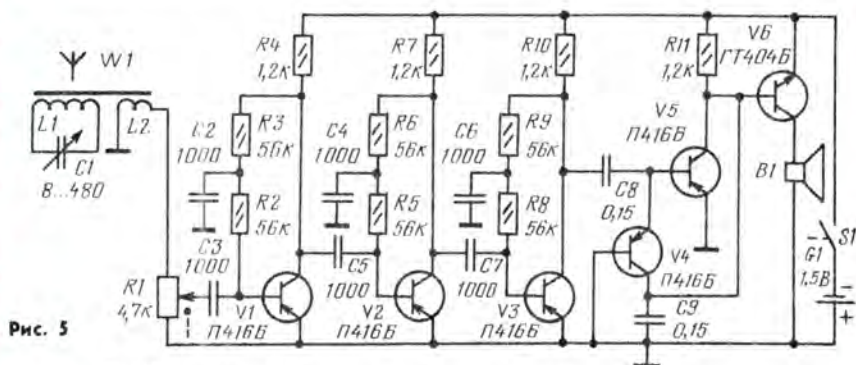 W1
L1
L2
C1
8...480
R1
4,7к
C2
1000
C3
1000
R4
1,2к
R3
56к
R2
56к
V1
П416Б
C4
1000
C5
1000
R7
1,2к
R6
56к
R5
56к
V2
П416Б
C6
1000
C7
1000
R10
1,2к
R9
56к
R8
56к
V3
П416Б
C8
0,15
V4
П416Б
C9
0,15
R11
1,2к
V5
П416Б
V6
ГТ404Б
B1
S1
G1
1,5В
Рис. 5